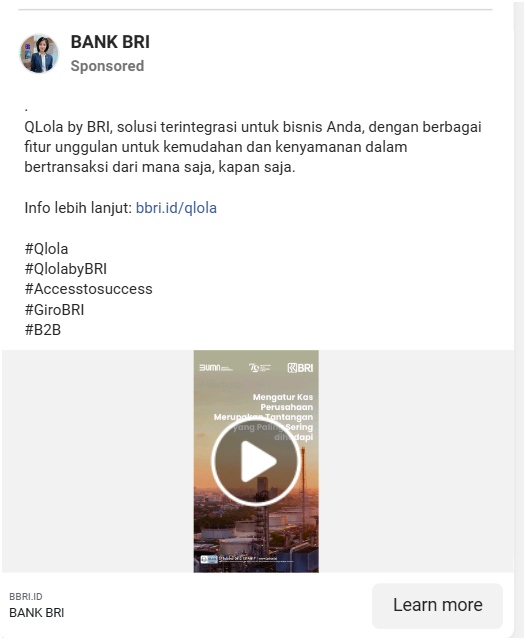 BANK BRI
Sponsored
.
QLola by BRI, solusi terintegrasi untuk bisnis Anda, dengan berbagai
fitur unggulan untuk kemudahan dan kenyamanan dalam
bertransaksi dari mana saja, kapan saja.
Info lebih lanjut: bbri.id/qlola
#Qlola
#QlolabyBRI
#Accesstosuccess
#GiroBRI
#B2B
BUMN
BRI
Mengatur Kas
Perusahaan
Merupakan Tantangan
yang Paling Sering
dihadapi
BBRI.ID
BANK BRI
Learn more